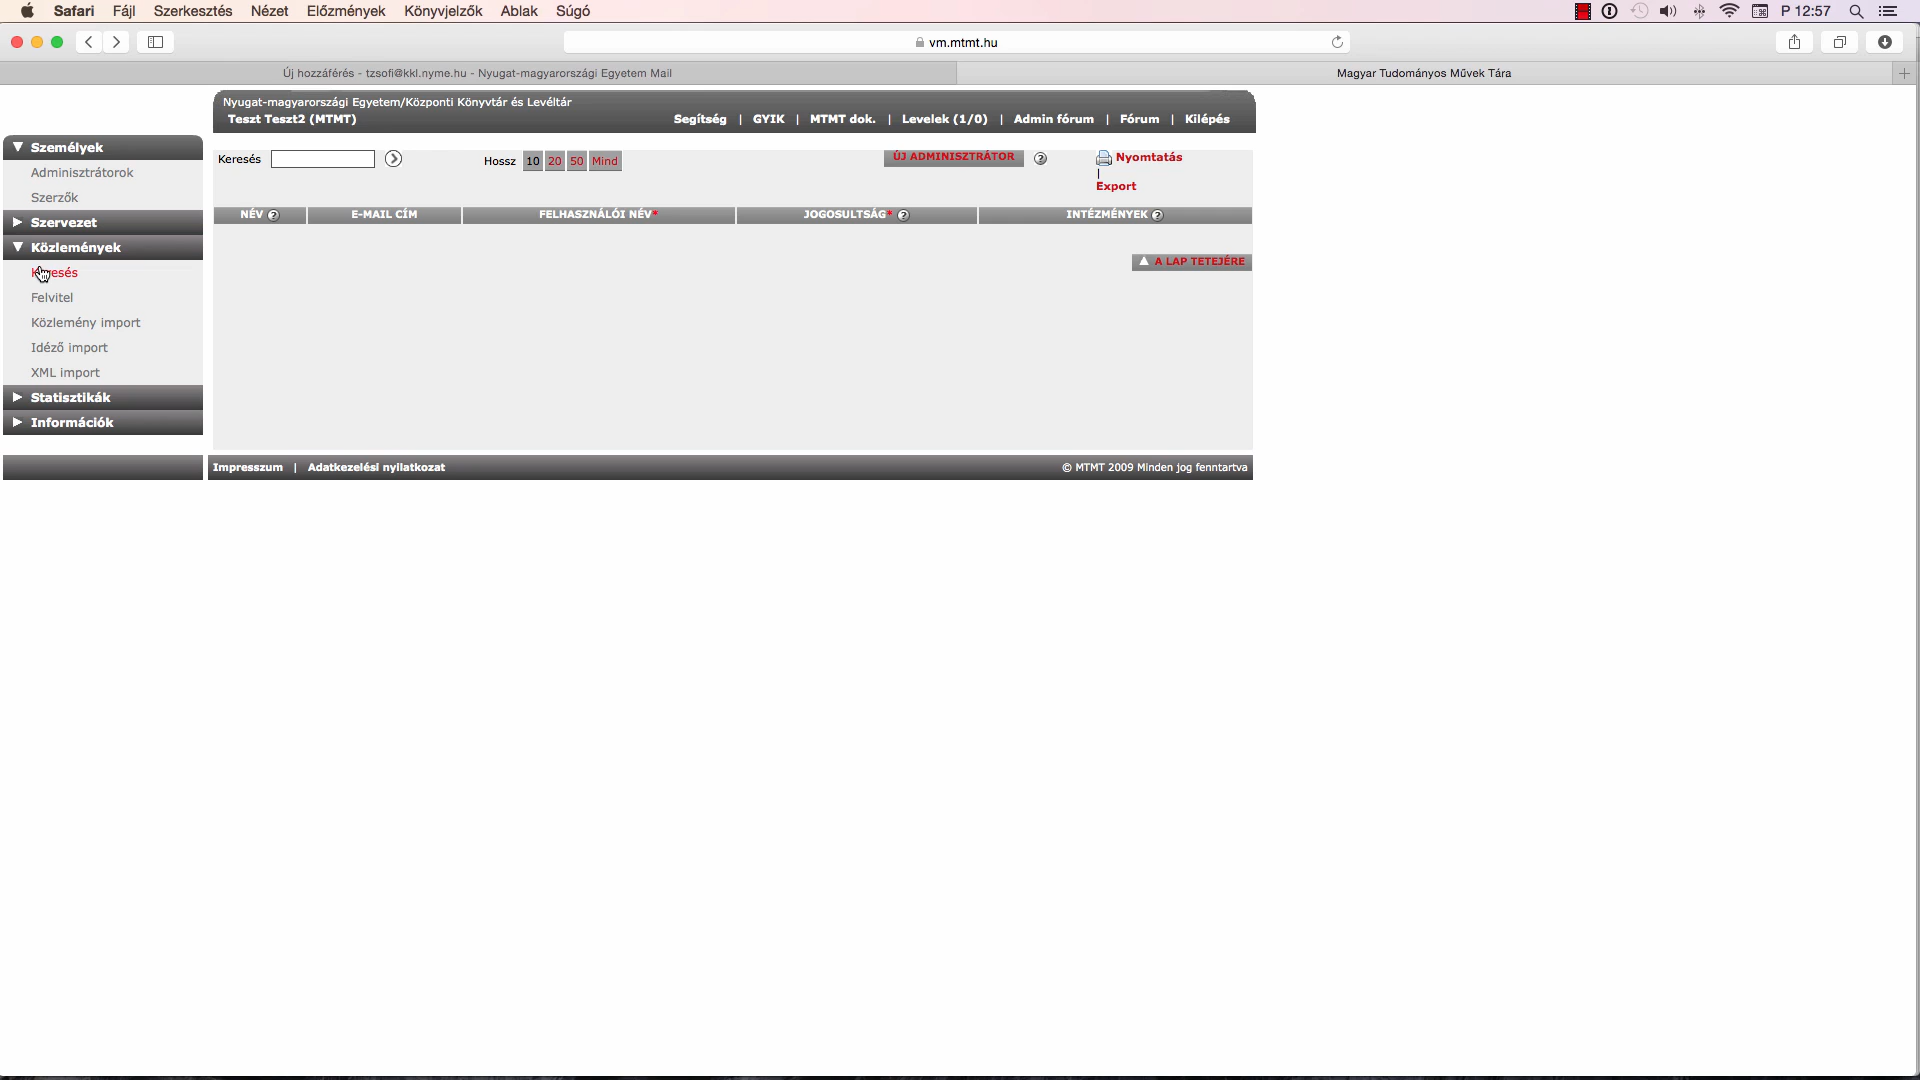 Safari Fájl Szerkesztés Nézet Előzmények Könyvjelzők Ablak Súgó P 12:57
vm.mtmt.hu
Új hozzáférés - tzsofi@kkl.nyme.hu - Nyugat-magyarországi Egyetem Mail
Magyar Tudományos Művek Tára
Nyugat-magyarországi Egyetem/Központi Könyvtár és Levéltár
Teszt Teszt2 (MTMT)
Segítség | GYIK | MTMT dok. | Levelek (1/0) | Admin fórum | Fórum | Kilépés
Személyek
Adminisztrátorok
Szerzők
Szervezet
Közlemények
Felvitel
Közlemény import
Idéző import
XML import
Statisztikák
Információk
Keresés
Hossz 10 20 50 Mind
ÚJ ADMINISZTRÁTOR ?
Nyomtatás
|
Export
NÉV ? E-MAIL CÍM FELHASZNÁLÓI NÉV* JOGOSULTSÁG* ? INTÉZMÉNYEK ?
A LAP TETEJÉRE
Impresszum | Adatkezelési nyilatkozat
© MTMT 2009 Minden jog fenntartva